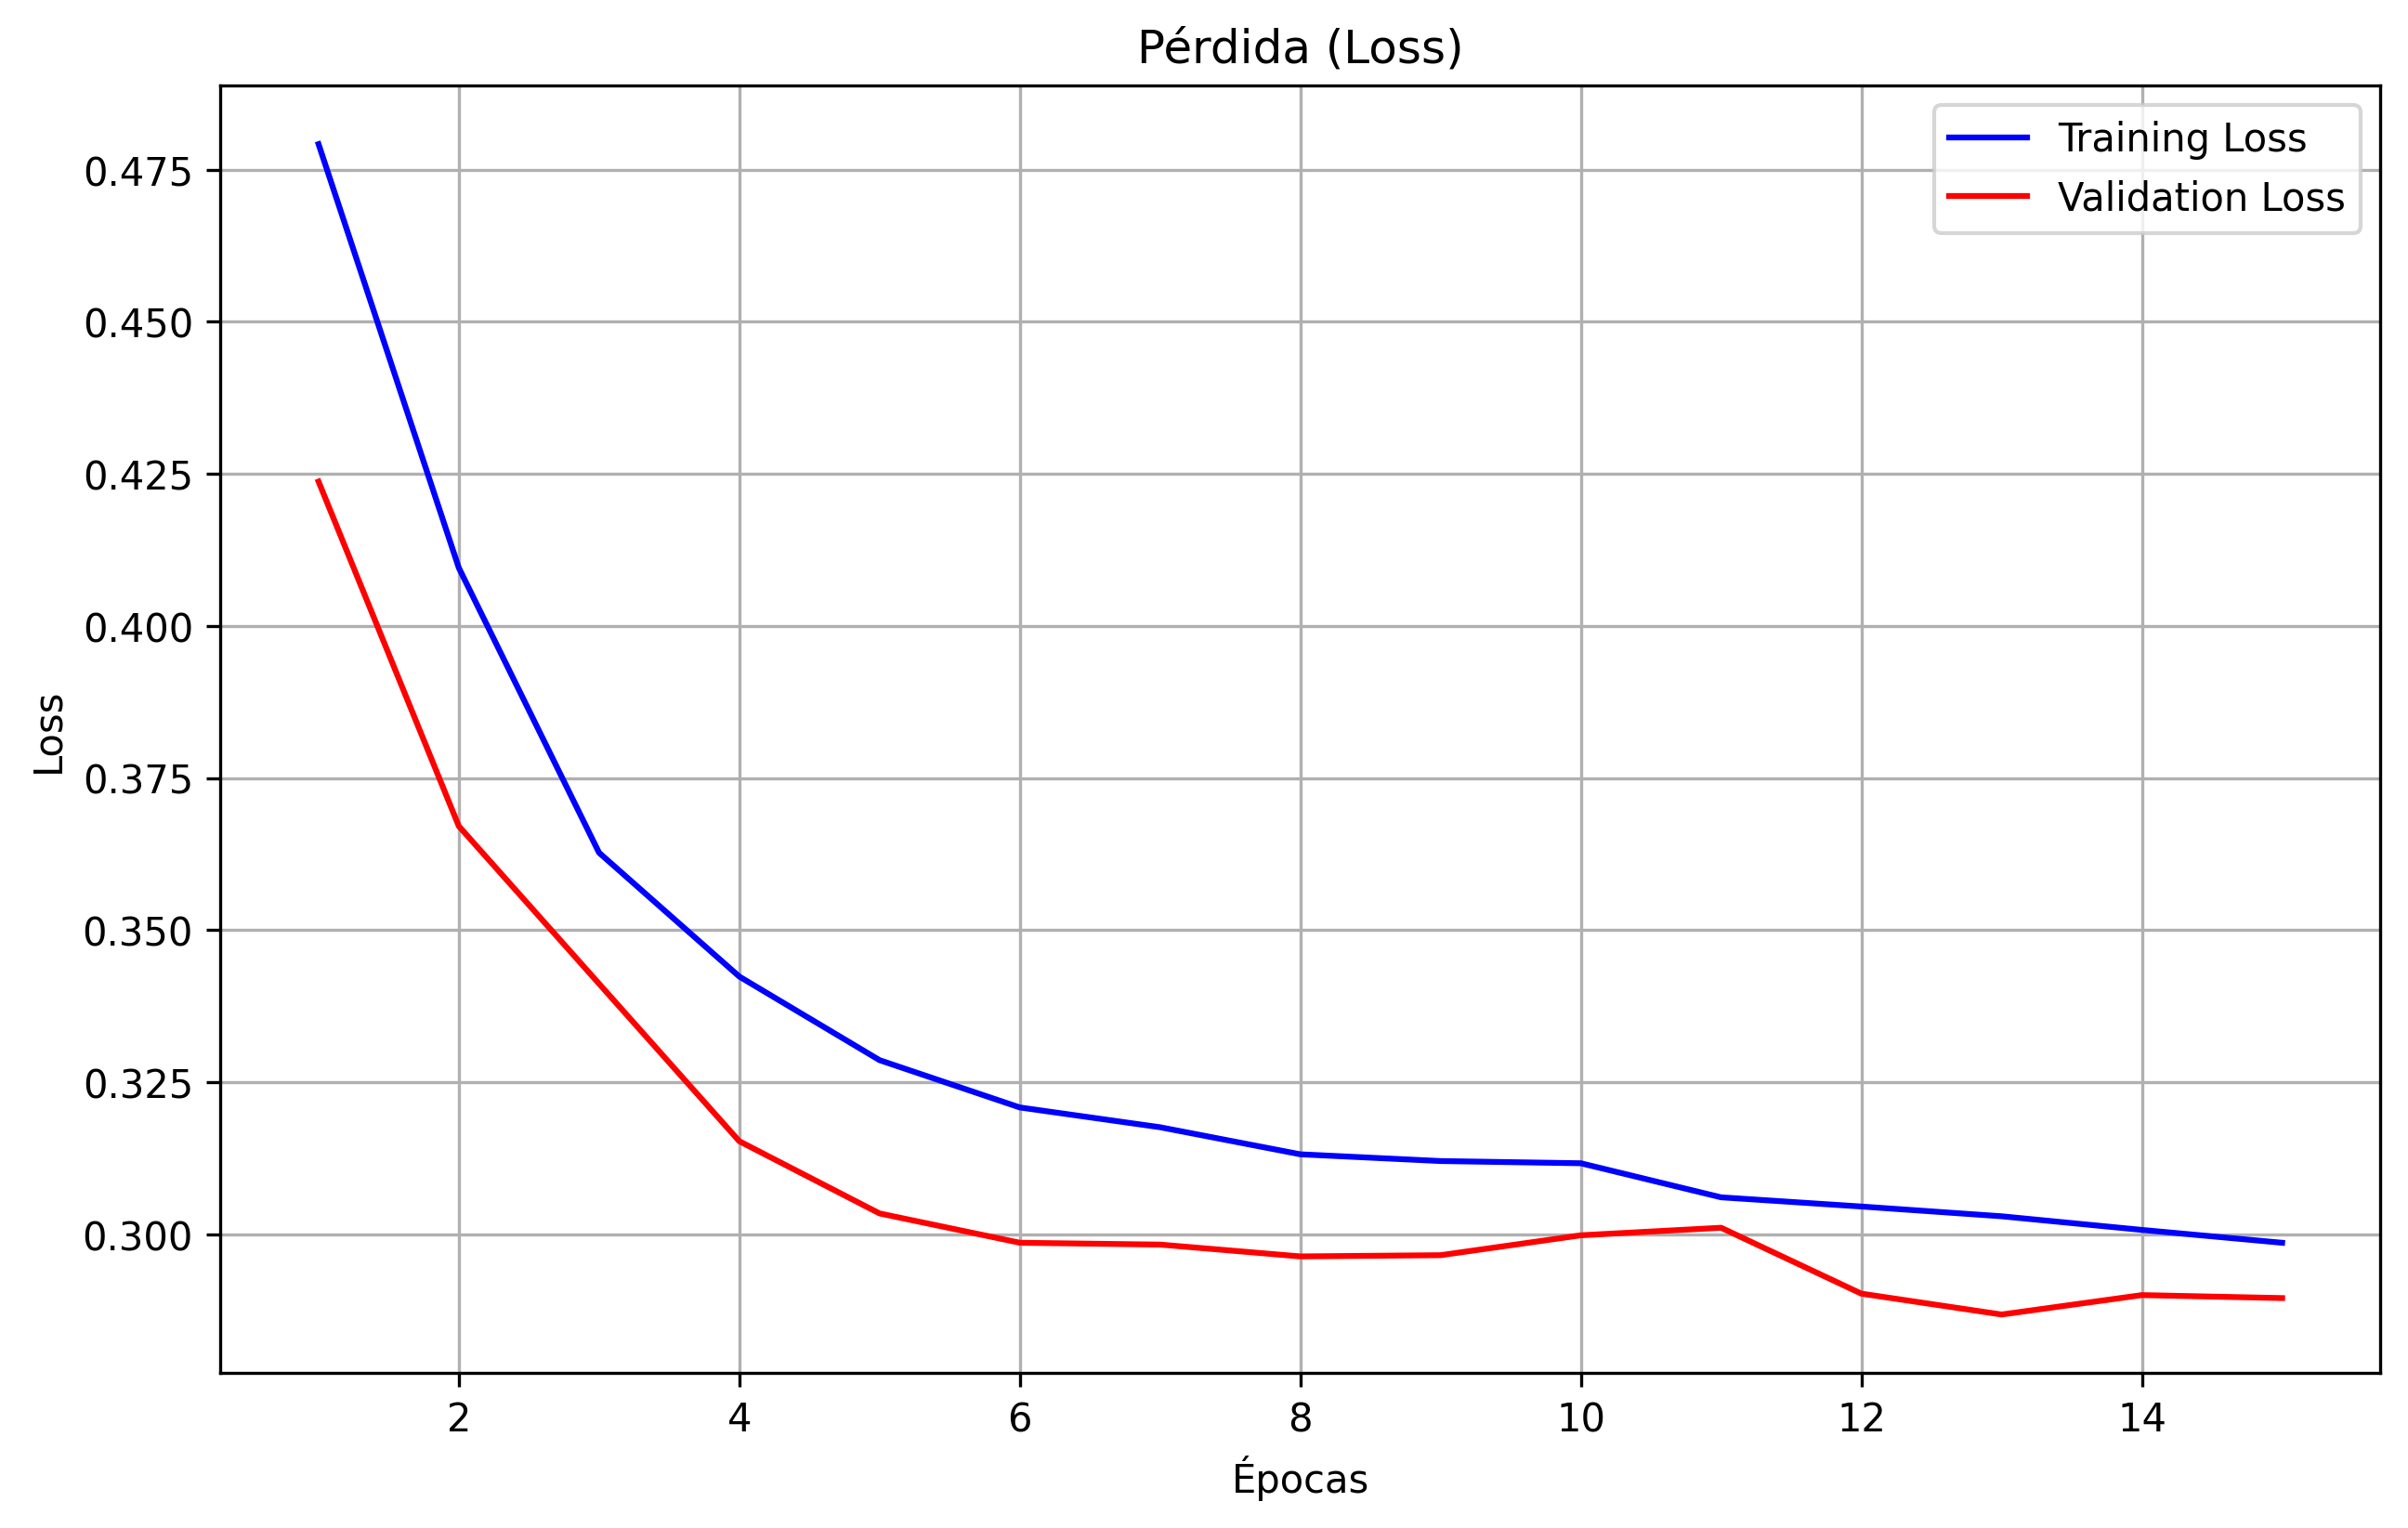 Pérdida (Loss)
Training Loss
Validation Loss
0.475
0.450
0.425
0.400
0.375
0.350
0.325
0.300
Loss
2 4 6 8 10 12 14
Épocas